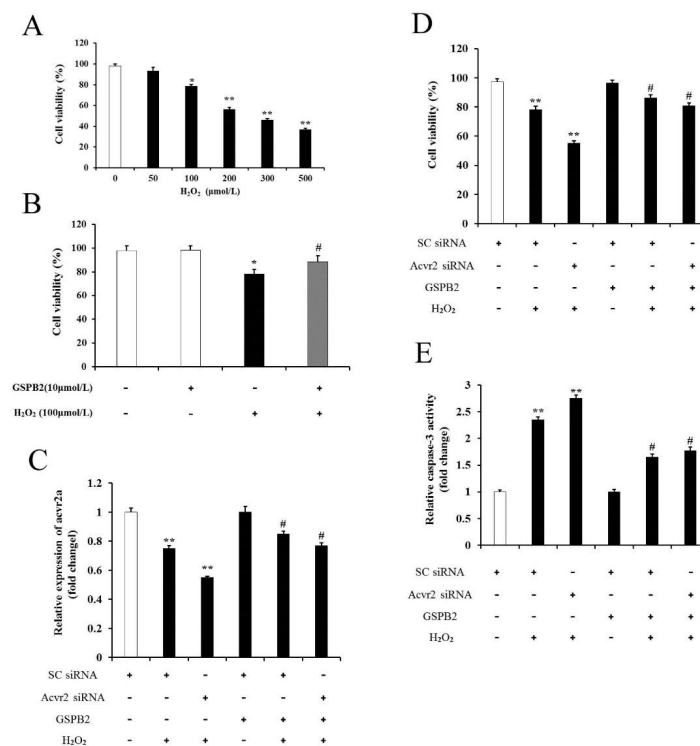 A
Cell viability (%)
120
100
80
60
40
20
0
*
**
**
**
0 50 100 200 300 500
H₂O₂ (μmol/L)
B
Cell viability (%)
120
100
80
60
40
20
0
*
#
GSPB2(10μmol/L) - + - +
H₂O₂ (100μmol/L) - - + +
C
Relative expression of acvr2a
(fold changel)
1.2
1
0.8
0.6
0.4
0.2
0
**
**
#
#
SC siRNA + + - + + -
Acvr2 siRNA - - + - - +
GSPB2 - - - + + +
H₂O₂ - + + - + +
D
Cell viability (%)
120
100
80
60
40
20
0
**
**
#
#
SC siRNA + + - + + -
Acvr2 siRNA - - + - - +
GSPB2 - - - + + +
H₂O₂ - + + - + +
E
Relative caspase-3 activity
(fold change)
3
2.5
2
1.5
1
0.5
0
**
**
#
#
SC siRNA + + - + + -
Acvr2 siRNA - - + - - +
GSPB2 - - - + + +
H₂O₂ - + + - + +